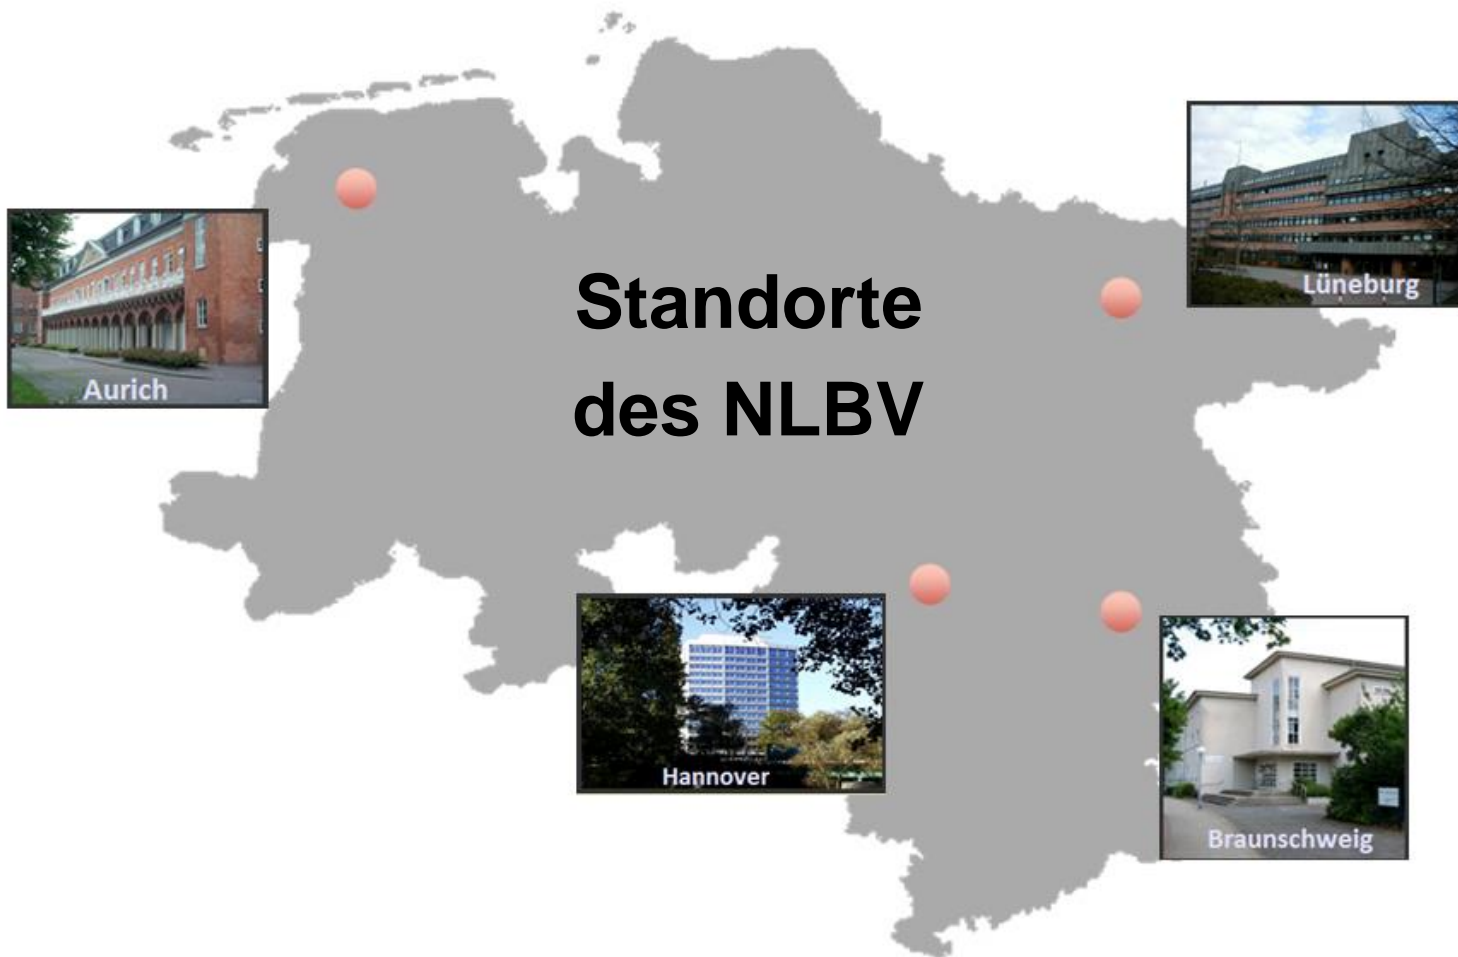 Standorte
des NLBV
Aurich
Lüneburg
Hannover
Braunschweig